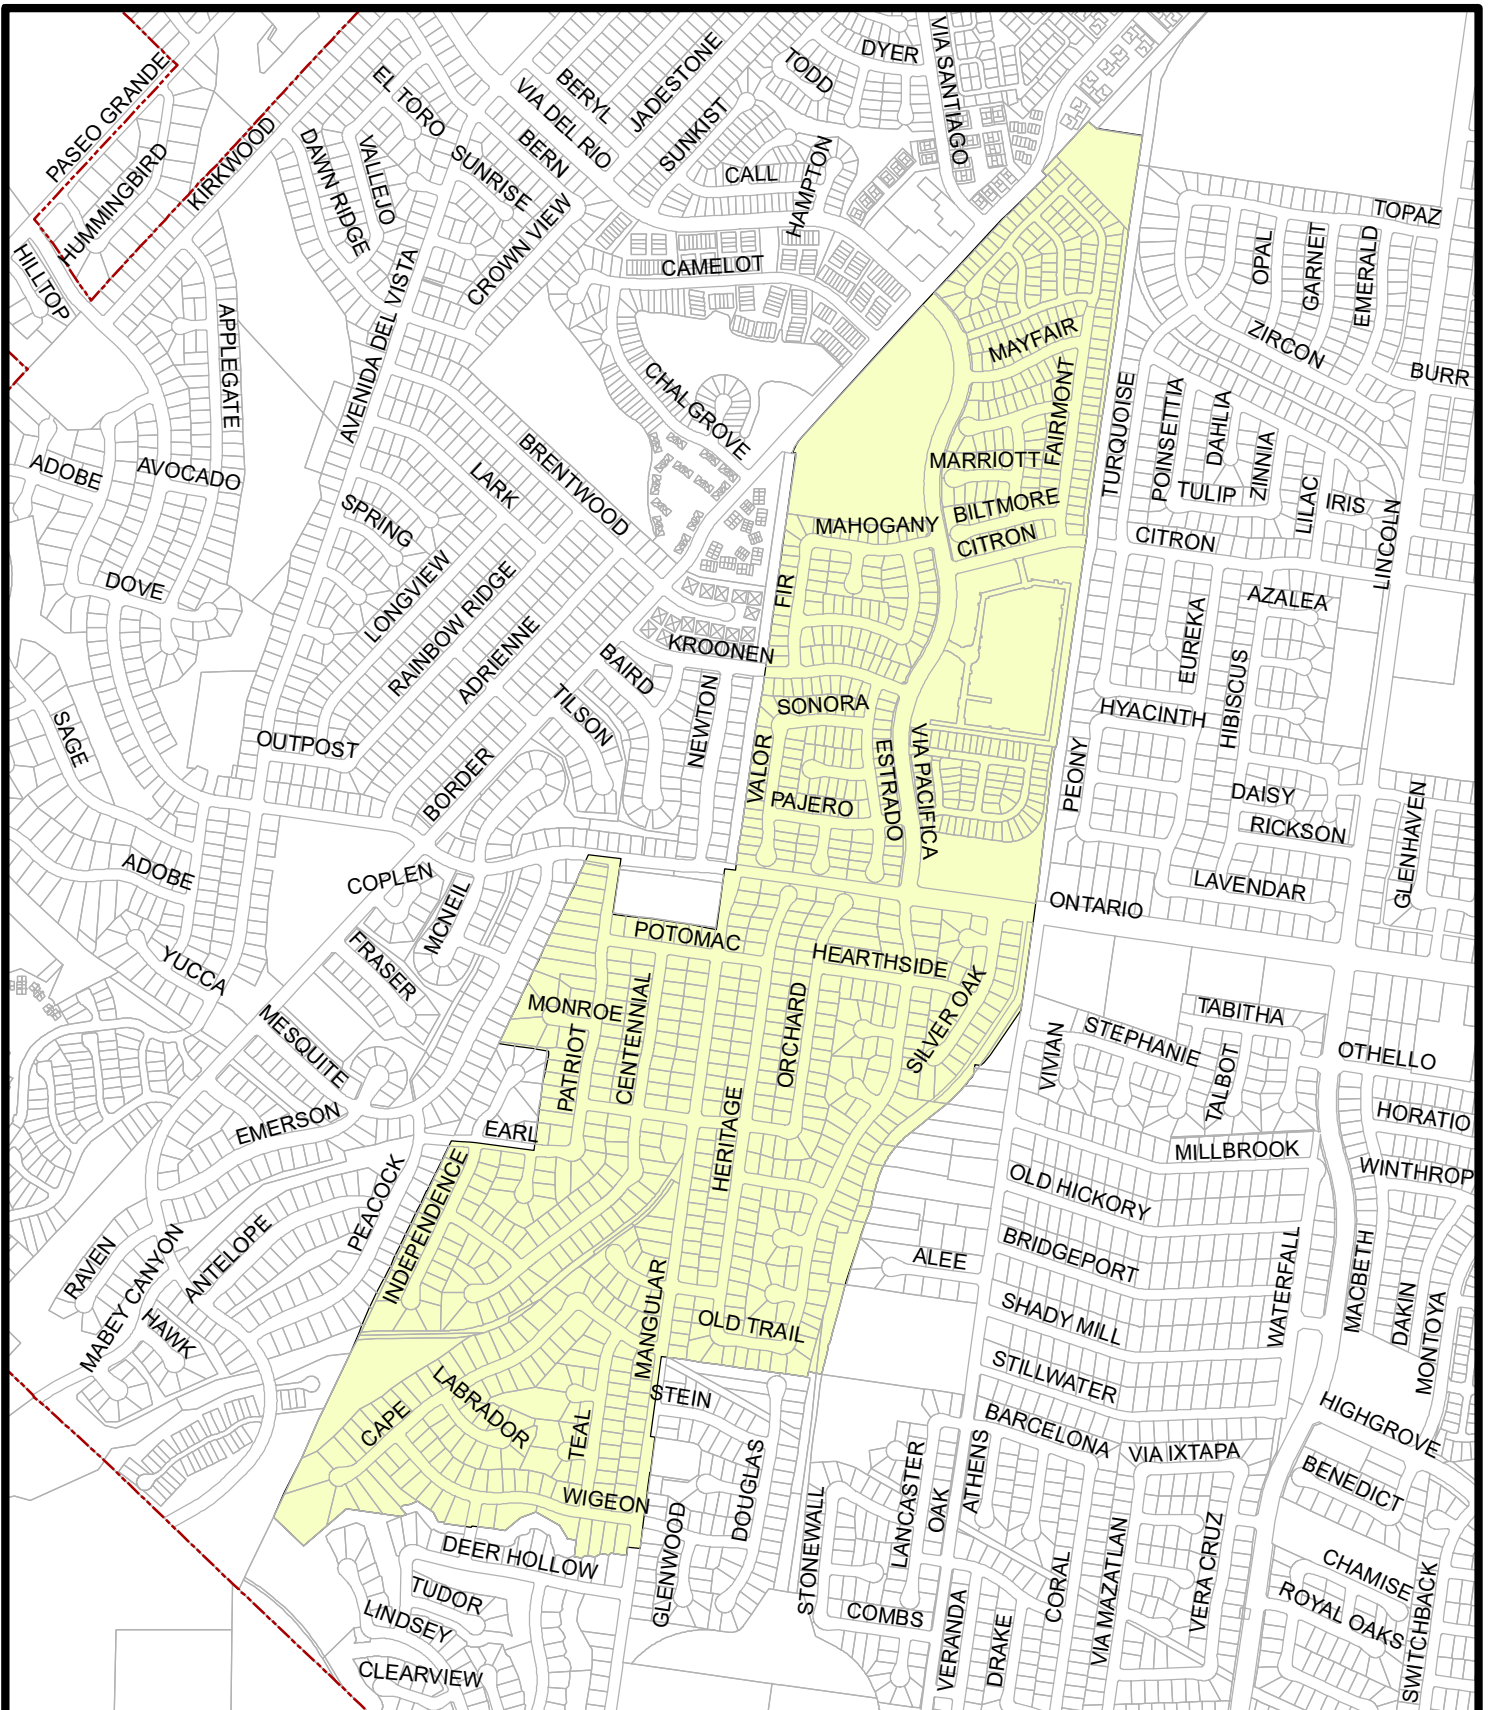 DYER
VIA SANTIAGO
TODD
JADESTONE
BERYL
EL TORO
VIA DEL RIO
PASEO GRANDE
SUNKIST
BERN
KIRKWOOD
DAWN RIDGE
VALLEJO
SUNRISE
CALL
HAMPTON
HUMMINGBIRD
TOPAZ
CROWN VIEW
OPAL
GARNET
EMERALD
HILLTOP
CAMELOT
AVENIDA DEL VISTA
APPLEGATE
MAYFAIR
ZIRCON
BURR
CHALGROVE
FAIRMONT
TURQUOISE
POINSETTIA
DAHLIA
ZINNIA
ADOBE
AVOCADO
LARK
BRENTWOOD
MARRIOTT
TULIP
LILAC
IRIS
LINCOLN
SPRING
MAHOGANY
BILTMORE
CITRON
CITRON
DOVE
LONGVIEW
RAINBOW RIDGE
ADRIENNE
FIR
AZALEA
EUREKA
HIBISCUS
KROONEN
BAIRD
TILSON
NEWTON
SONORA
HYACINTH
SAGE
OUTPOST
BORDER
VALOR
ESTRADO
VIA PACIFICA
PEONY
PAJERO
DAISY
RICKSON
GLENHAVEN
ADOBE
COPLEN
MCNEIL
LAVENDAR
ONTARIO
POTOMAC
HEARTHSIDE
YUCCA
FRASER
MONROE
CENTENNIAL
ORCHARD
SILVER OAK
TABITHA
STEPHANIE
MESQUITE
PATRIOT
VIVIAN
TALBOT
OTHELLO
EMERSON
EARL
HERITAGE
HORATIO
MILLBROOK
WINTHROP
PEACOCK
INDEPENDENCE
OLD HICKORY
RAVEN
MABEY CANYON
ANTELOPE
HAWK
MANGULAR
ALEE
BRIDGEPORT
WATERFALL
MACBETH
DAKIN
MONTOYA
OLD TRAIL
SHADY MILL
STILLWATER
LABRADOR
CAPE
TEAL
STEIN
BARCELONA
VIA IXTAPA
HIGHGROVE
DOUGLAS
LANCASTER
OAK
ATHENS
BENEDICT
WIGEON
GLENWOOD
STONEWALL
DEER HOLLOW
VIA MAZATLAN
VERA CRUZ
CHAMISE
TUDOR
LINDSEY
COMBS
VERANDA
DRAKE
CORAL
ROYAL OAKS
SWITCHBACK
CLEARVIEW